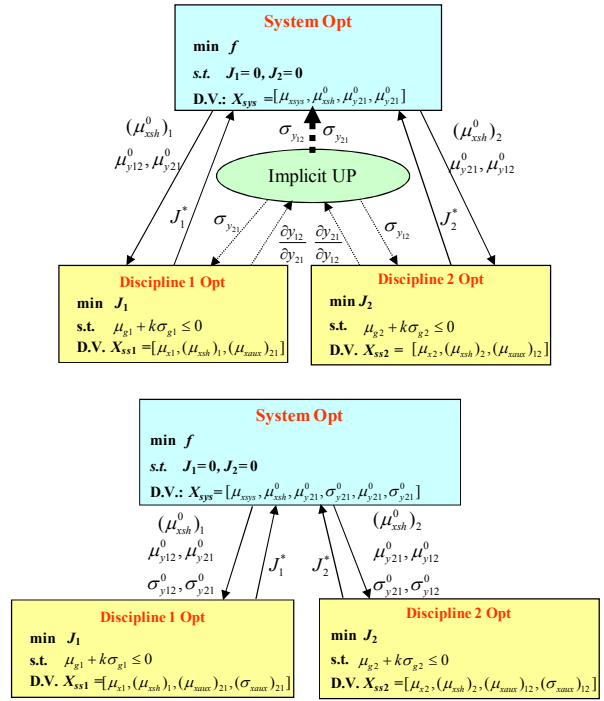 System Opt
min f
s.t. J₁= 0, J₂=0
D.V.: X_sys =[μ_xsys, μ⁰_xsh, μ⁰_y21, μ⁰_y21]
(μ⁰_xsh)₁
μ⁰_y12, μ⁰_y21
J₁*
σ_y12 σ_y21
J₂*
(μ⁰_xsh)₂
μ⁰_y21, μ⁰_y12
Implicit UP
σ_y21
∂y₁₂/∂y₂₁ ∂y₂₁/∂y₁₂
σ_y12
Discipline 1 Opt
min J₁
s.t. μ_g1 + kσ_g1 ≤ 0
D.V. X_ss1 =[μ_x1, (μ_xsh)₁, (μ_xaux)₂₁]
Discipline 2 Opt
min J₂
s.t. μ_g2 + kσ_g2 ≤ 0
D.V. X_ss2 = [μ_x2, (μ_xsh)₂, (μ_xaux)₁₂]
System Opt
min f
s.t. J₁=0, J₂=0
D.V.: X_sys= [μ_xsys, μ⁰_xsh, μ⁰_y21, σ⁰_y21, μ⁰_y21, σ⁰_y21]
(μ⁰_xsh)₁
μ⁰_y12, μ⁰_y21
σ⁰_y12, σ⁰_y21
J₁*
J₂*
(μ⁰_xsh)₂
μ⁰_y21, μ⁰_y12
σ⁰_y21, σ⁰_y12
Discipline 1 Opt
min J₁
s.t. μ_g1 + kσ_g1 ≤ 0
D.V. X_ss1 =[μ_x1, (μ_xsh)₁, (μ_xaux)₂₁, (σ_xaux)₂₁]
Discipline 2 Opt
min J₂
s.t. μ_g2 + kσ_g2 ≤ 0
D.V. X_ss2 =[μ_x2, (μ_xsh)₂, (μ_xaux)₁₂, (σ_xaux)₁₂]